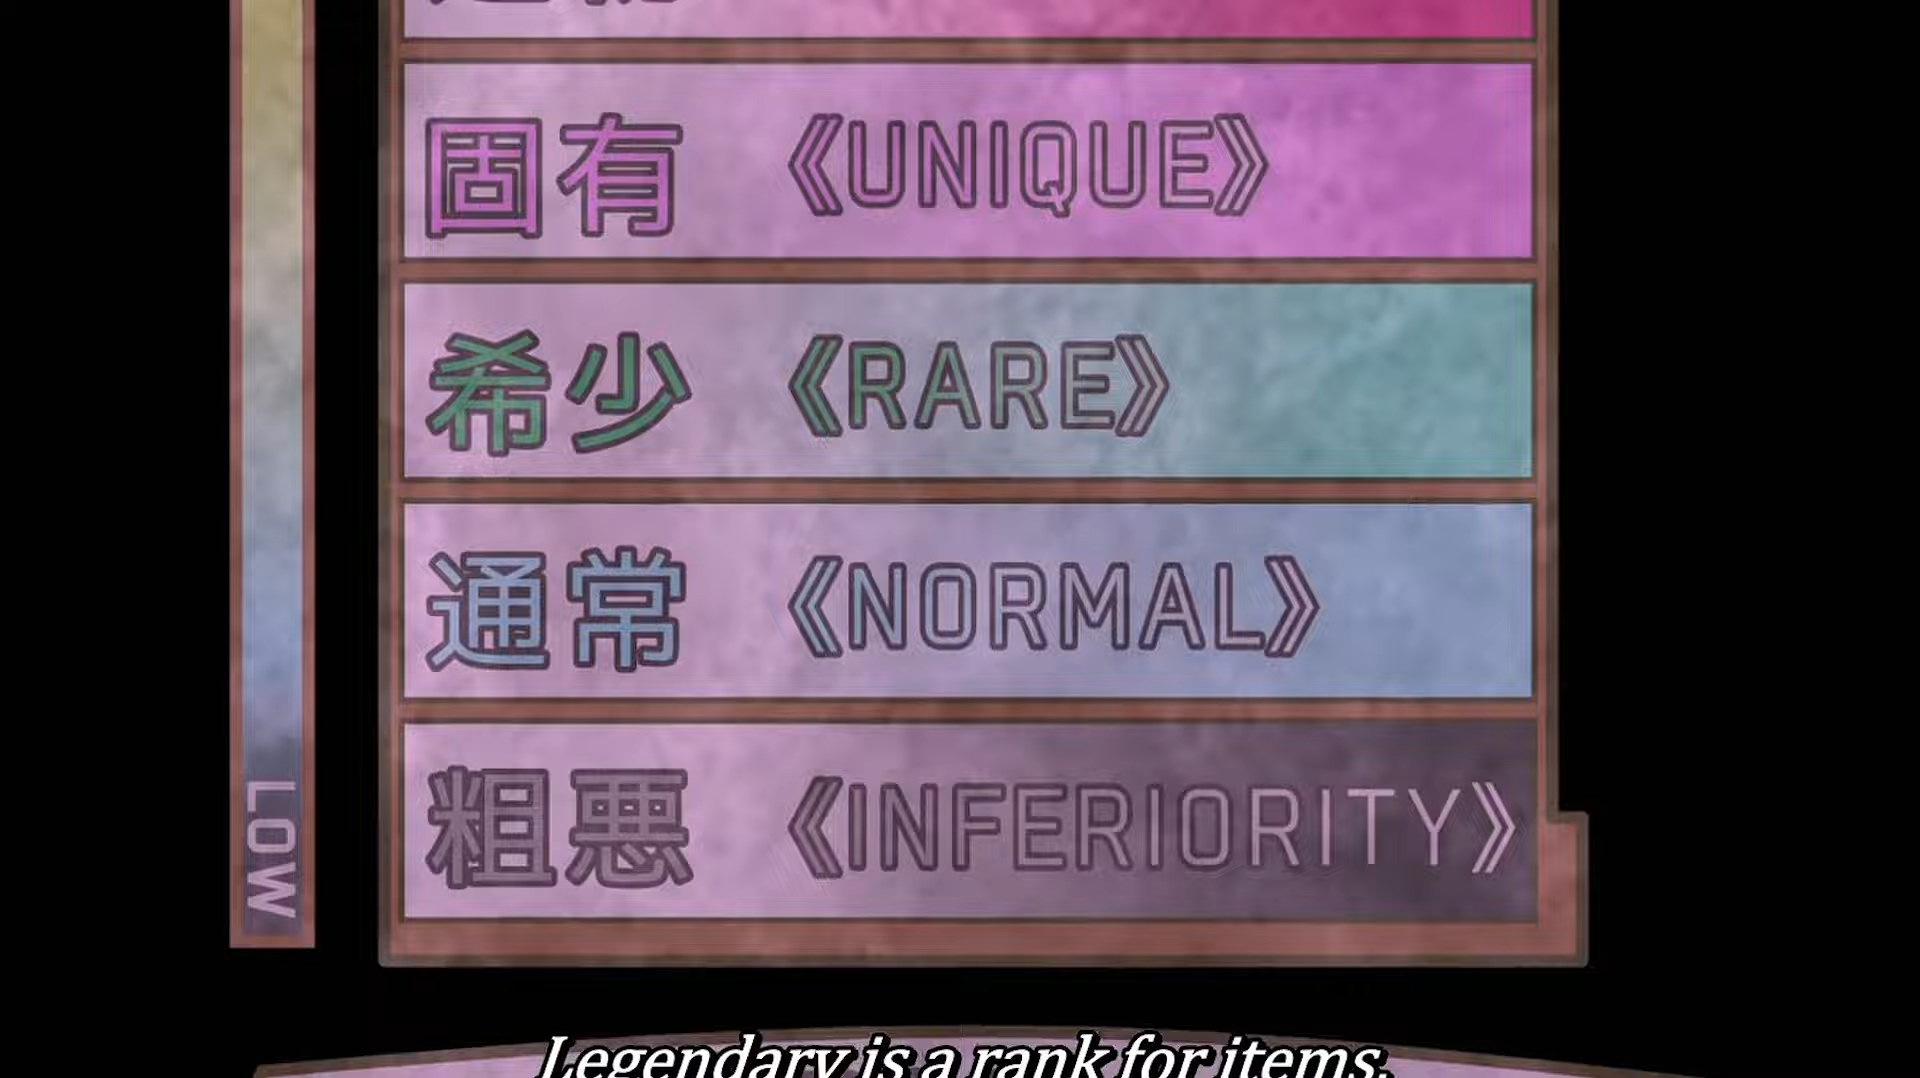 固有 《UNIQUE》
希少 《RARE》
通常 《NORMAL》
粗悪 《INFERIORITY》
LOW
Legendary is a rank for items.